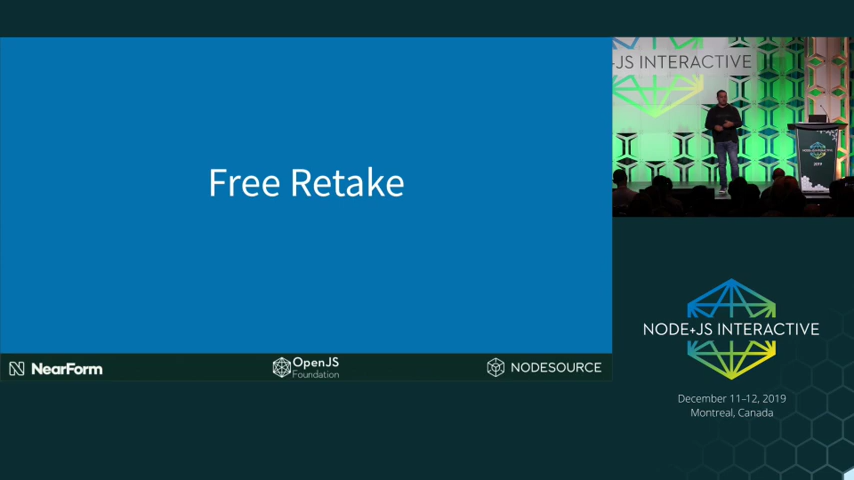 Free Retake
NearForm
OpenJS
Foundation
NODESOURCE
+JS INTERACTIVE
NODE+JS INTERACTIVE
December 11–12, 2019
Montreal, Canada